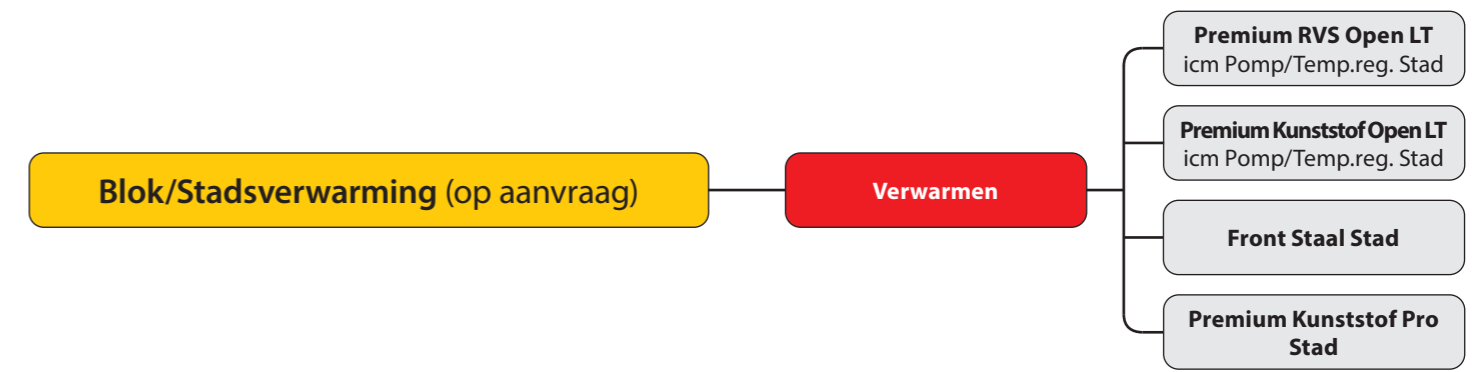 Blok/Stadsverwarming (op aanvraag)
Verwarmen
Premium RVS Open LT
icm Pomp/Temp.reg. Stad
Premium Kunststof Open LT
icm Pomp/Temp.reg. Stad
Front Staal Stad
Premium Kunststof Pro
Stad